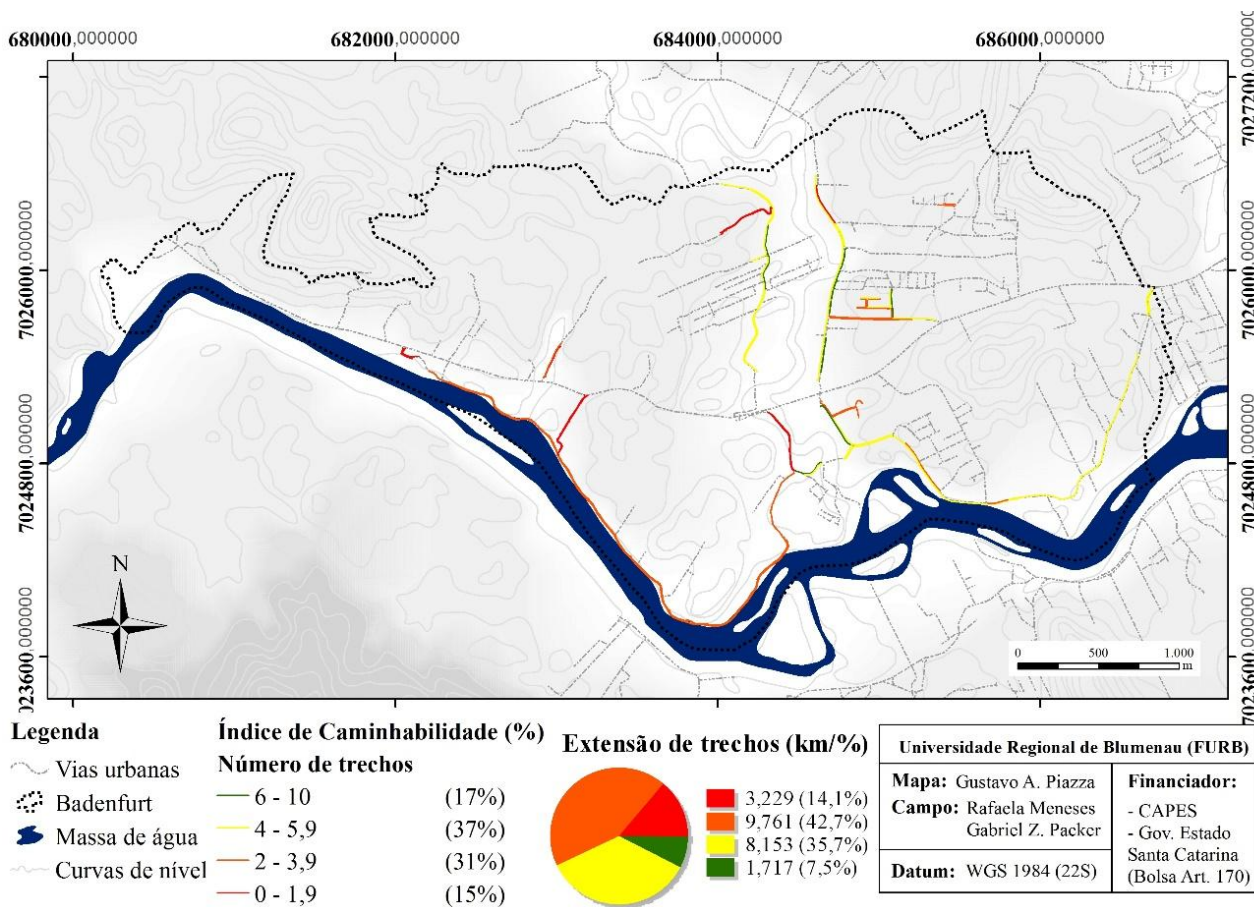 680000,000000 682000,000000 684000,000000 686000,000000
7027200,000000
7026000,000000 7026000,000000
7024800,000000 7024800,000000
7023600,000000
N
0 500 1.000
m
Legenda
Vias urbanas
Badenfurt
Massa de água
Curvas de nível
Índice de Caminhabilidade (%)
Número de trechos
6 - 10 (17%)
4 - 5,9 (37%)
2 - 3,9 (31%)
0 - 1,9 (15%)
Extensão de trechos (km/%)
3,229 (14,1%)
9,761 (42,7%)
8,153 (35,7%)
1,717 (7,5%)
Universidade Regional de Blumenau (FURB)
Mapa: Gustavo A. Piazza
Campo: Rafaela Meneses
Gabriel Z. Packer
Datum: WGS 1984 (22S)
Financiador:
- CAPES
- Gov. Estado
Santa Catarina
(Bolsa Art. 170)